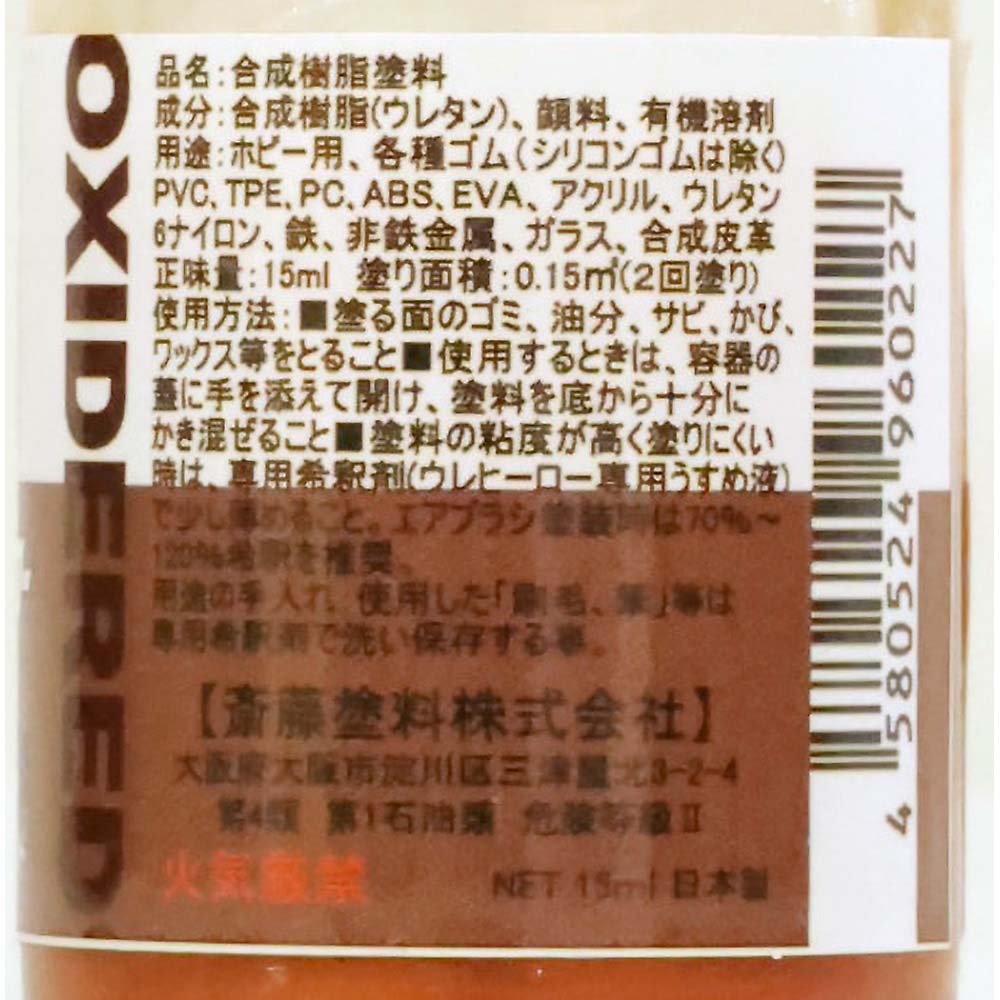 OXIDE RED
品名:合成樹脂塗料
成分:合成樹脂(ウレタン)、顔料、有機溶剤
用途:ホビー用、各種ゴム(シリコンゴムは除く)
PVC、TPE、PC、ABS、EVA、アクリル、ウレタン
6ナイロン、鉄、非鉄金属、ガラス、合成皮革
正味量:15ml 塗り面積:0.15㎡(2回塗り)
使用方法:■塗る面のゴミ、油分、サビ、かび、
ワックス等をとること■使用するときは、容器の
蓋に手を添えて開け、塗料を底から十分に
かき混ぜること■塗料の粘度が高く塗りにくい
時は、専用希釈剤(ウレヒーロー専用うすめ液)
で少し薄めること。エアブラシ塗装時は70%~
120%希釈を推奨。
用途の手入れ、使用した「刷毛、筆」等は
専用希釈剤で洗い保存する事。
【斎藤塗料株式会社】
大阪府大阪市淀川区三津屋北3-2-4
第4類 第1石油類 危険等級Ⅱ
火気厳禁
NET 15ml 日本製
4580524960227